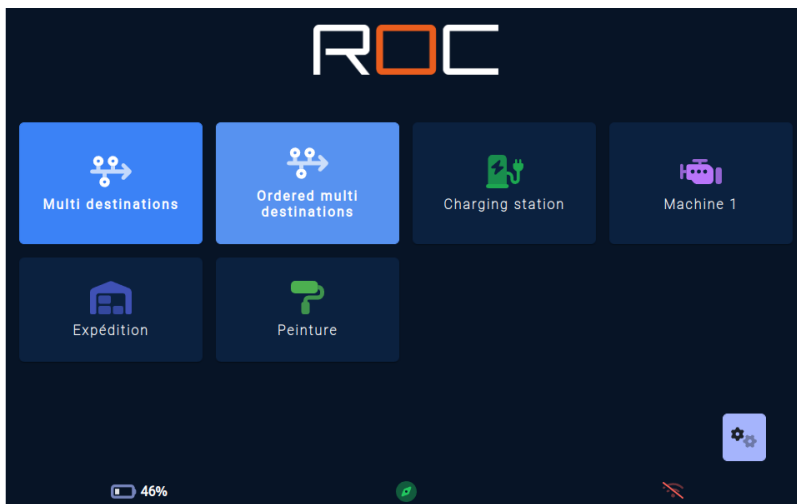 ROC
Multi destinations
Ordered multi
destinations
Charging station
Machine 1
Expédition
Peinture
46%